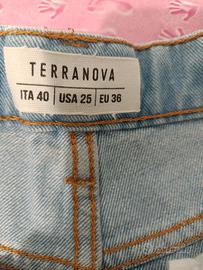 TERRANOVA
ITA 40 | USA 25 | EU 36